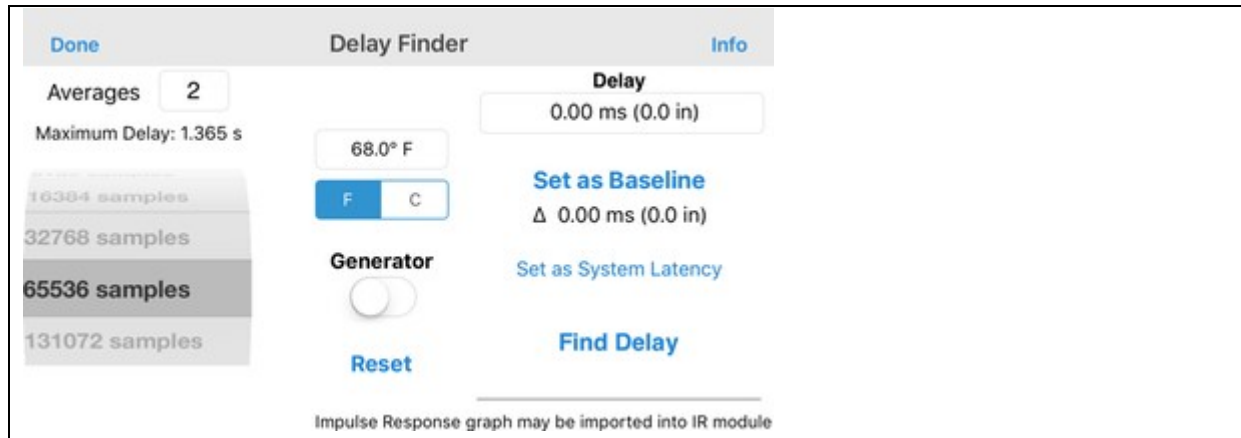 Done
Delay Finder
Info
Averages 2
Maximum Delay: 1.365 s
16384 samples
32768 samples
65536 samples
131072 samples
68.0° F
F C
Generator
Reset
Delay
0.00 ms (0.0 in)
Set as Baseline
Δ 0.00 ms (0.0 in)
Set as System Latency
Find Delay
Impulse Response graph may be imported into IR module